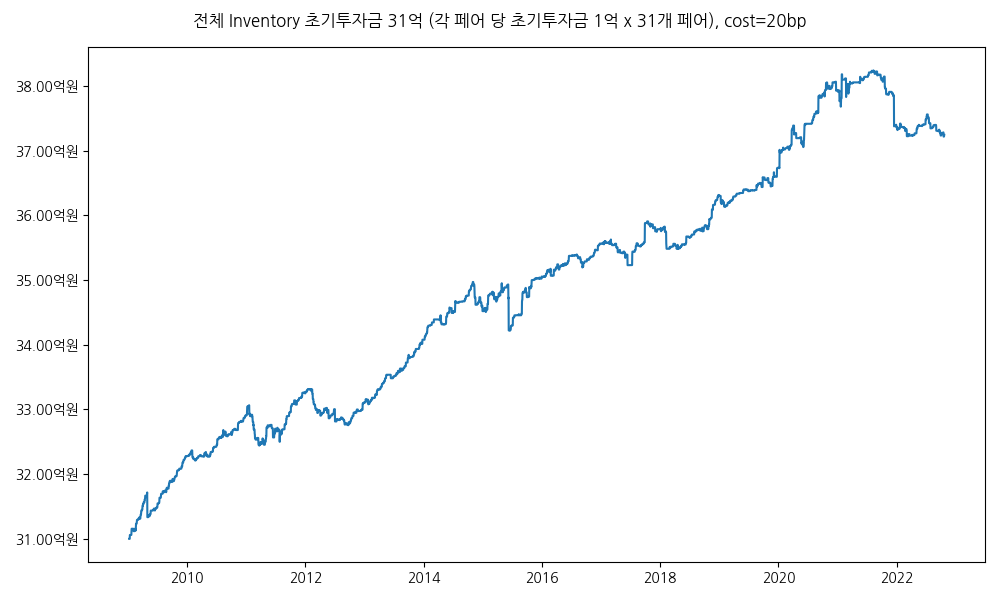 전체 Inventory 초기투자금 31억 (각 페어 당 초기투자금 1억 x 31개 페어), cost=20bp
38.00억원
37.00억원
36.00억원
35.00억원
34.00억원
33.00억원
32.00억원
31.00억원
2010 2012 2014 2016 2018 2020 2022